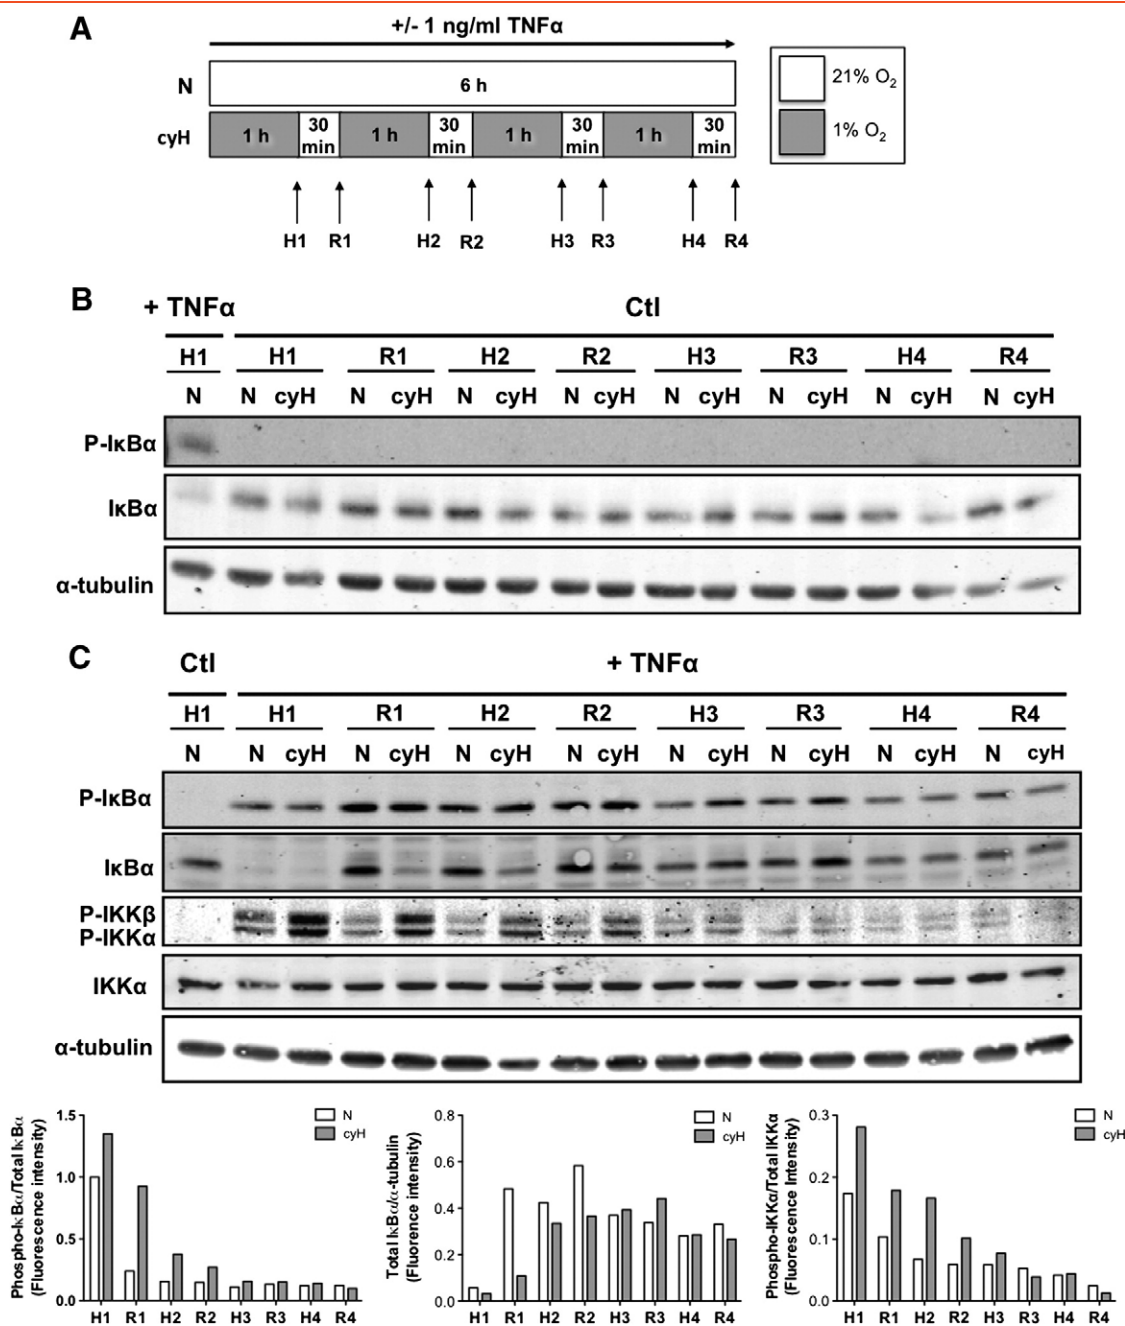 A
+/- 1 ng/ml TNFα
N
6 h
21% O₂
cyH
1 h
30 min
1 h
30 min
1 h
30 min
1 h
30 min
1% O₂
H1 R1 H2 R2 H3 R3 H4 R4
B
+ TNFα Ctl
H1 H1 R1 H2 R2 H3 R3 H4 R4
N N cyH N cyH N cyH N cyH N cyH N cyH N cyH N cyH
P-IκBα
IκBα
α-tubulin
C
Ctl + TNFα
H1 H1 R1 H2 R2 H3 R3 H4 R4
N N cyH N cyH N cyH N cyH N cyH N cyH N cyH N cyH
P-IκBα
IκBα
P-IKKβ
P-IKKα
IKKα
α-tubulin
Phospho-IκBα/Total IκBα
(Fluorescence intensity)
1.5
1.0
0.5
0.0
N
cyH
H1 R1 H2 R2 H3 R3 H4 R4
Total IκBα/α-tubulin
(Fluorence intensity)
0.8
0.6
0.4
0.2
0.0
N
cyH
H1 R1 H2 R2 H3 R3 H4 R4
Phospho-IKKα/Total IKKα
(Fluorescence Intensity)
0.3
0.2
0.1
0.0
N
cyH
H1 R1 H2 R2 H3 R3 H4 R4